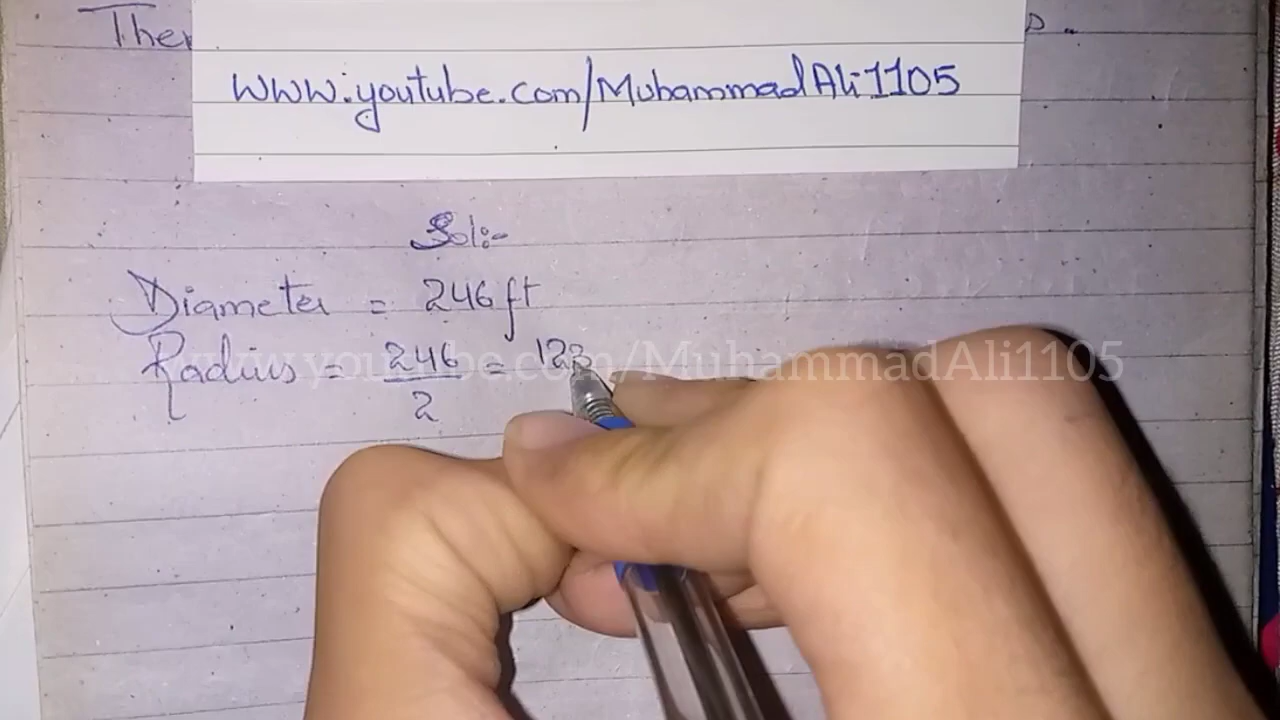 www.youtube.com/MuhammadAli1105
Sol:-
Diameter = 246 ft
Radius = 246/2 = 123
www.youtube.com/MuhammadAli1105